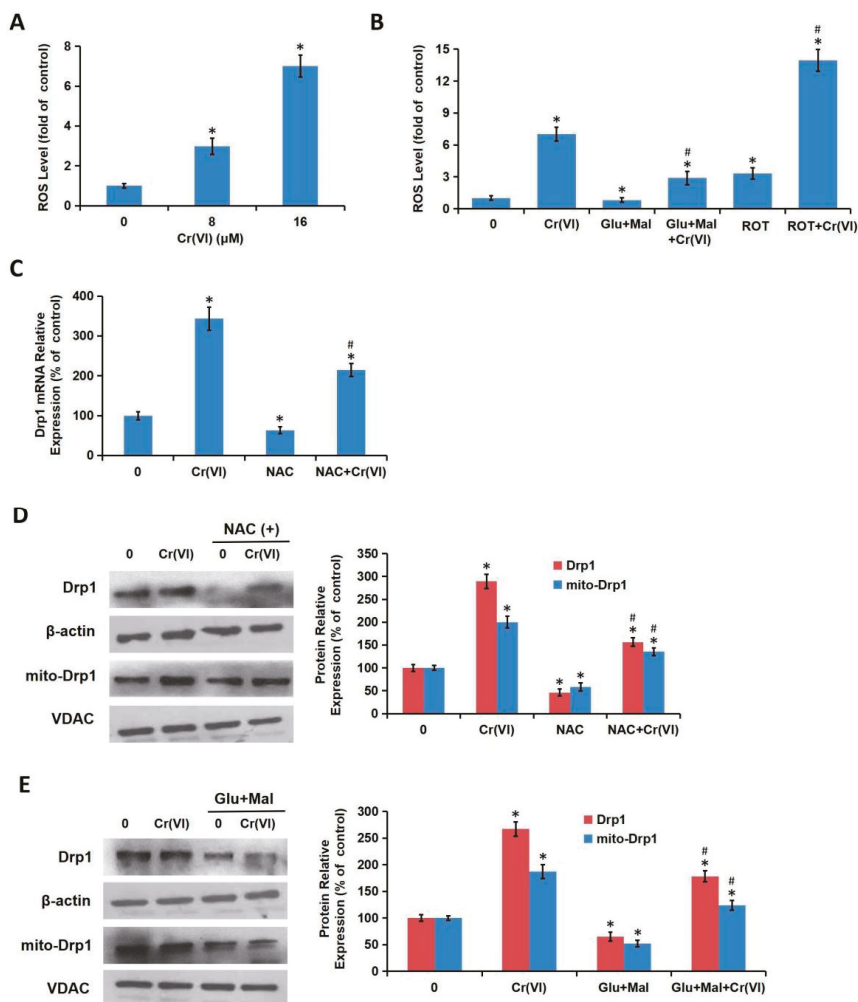 A
ROS Level (fold of control)
8
6
4
2
0
*
*
0
8
16
Cr(VI) (μM)
B
ROS Level (fold of control)
15
12
9
6
3
0
*
*
#
*
*
#
*
0
Cr(VI)
Glu+Mal
Glu+Mal
+Cr(VI)
ROT
ROT+Cr(VI)
C
Drp1 mRNA Relative
Expression (% of control)
400
300
200
100
0
*
*
#
*
0
Cr(VI)
NAC
NAC+Cr(VI)
D
NAC (+)
0 Cr(VI) 0 Cr(VI)
Drp1
β-actin
mito-Drp1
VDAC
Protein Relative
Expression (% of control)
350
300
250
200
150
100
50
0
Drp1
mito-Drp1
*
*
* *
# #
* *
0
Cr(VI)
NAC
NAC+Cr(VI)
E
Glu+Mal
0 Cr(VI) 0 Cr(VI)
Drp1
β-actin
mito-Drp1
VDAC
Protein Relative
Expression (% of control)
300
250
200
150
100
50
0
Drp1
mito-Drp1
*
*
* *
#
*
#
*
0
Cr(VI)
Glu+Mal
Glu+Mal+Cr(VI)